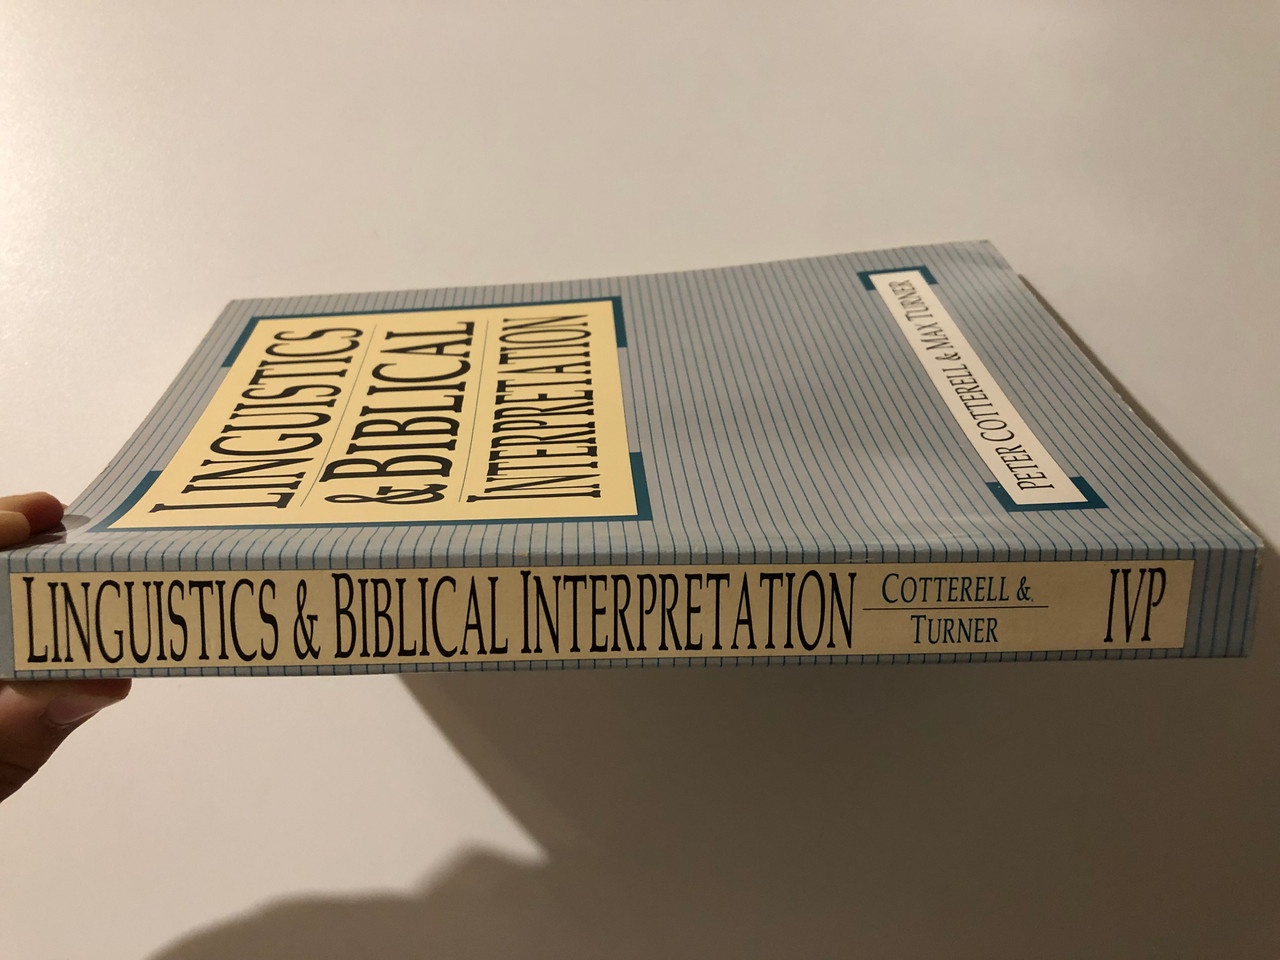 LINGUISTICS
& BIBLICAL
INTERPRETATION
PETER COTTERELL & MAX TURNER
LINGUISTICS & BIBLICAL INTERPRETATION
COTTERELL &
TURNER
IVP